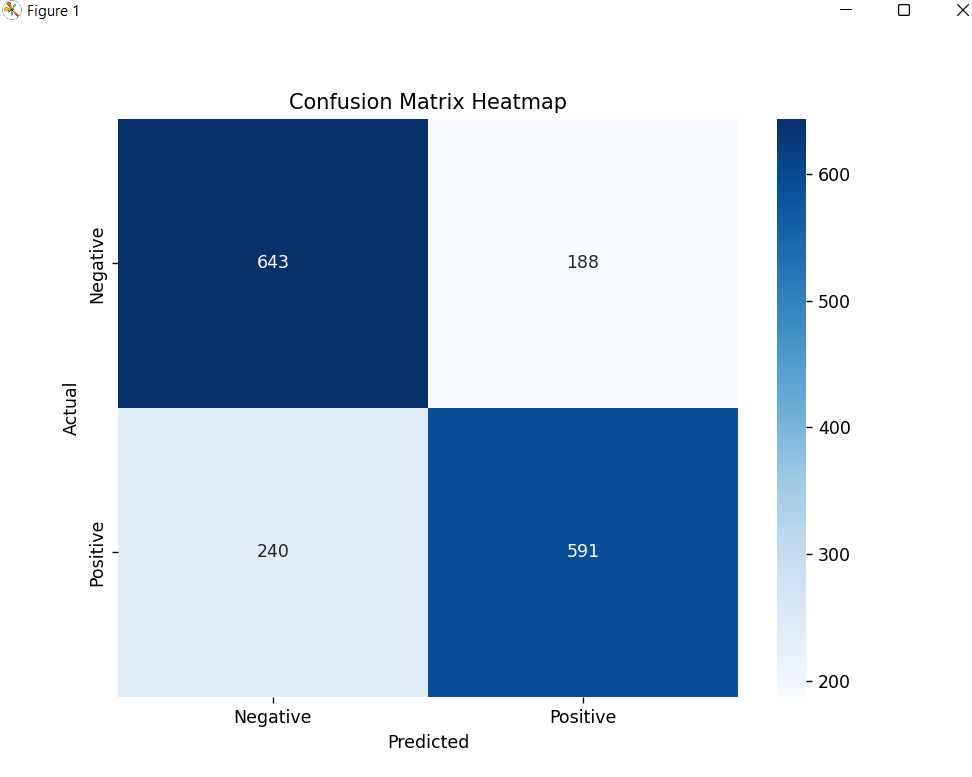 Figure 1
Confusion Matrix Heatmap
Negative
643
188
600
500
400
300
200
Actual
Positive
240
591
Negative
Positive
Predicted